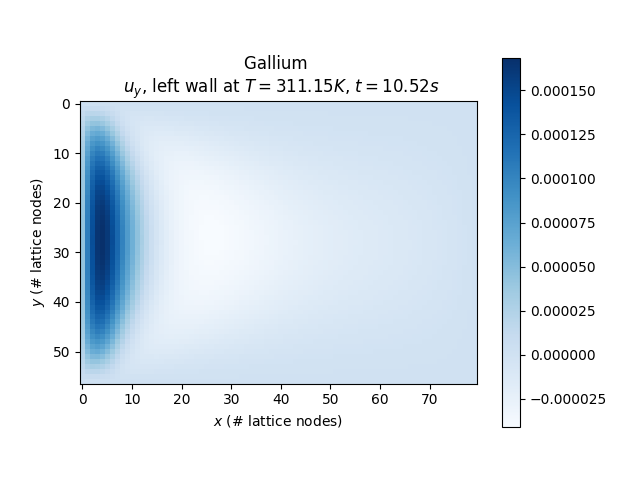 Gallium
u_y, left wall at T = 311.15K, t = 10.52s
0
10
20
30
40
50
y (# lattice nodes)
0 10 20 30 40 50 60 70
x (# lattice nodes)
0.000150
0.000125
0.000100
0.000075
0.000050
0.000025
0.000000
−0.000025